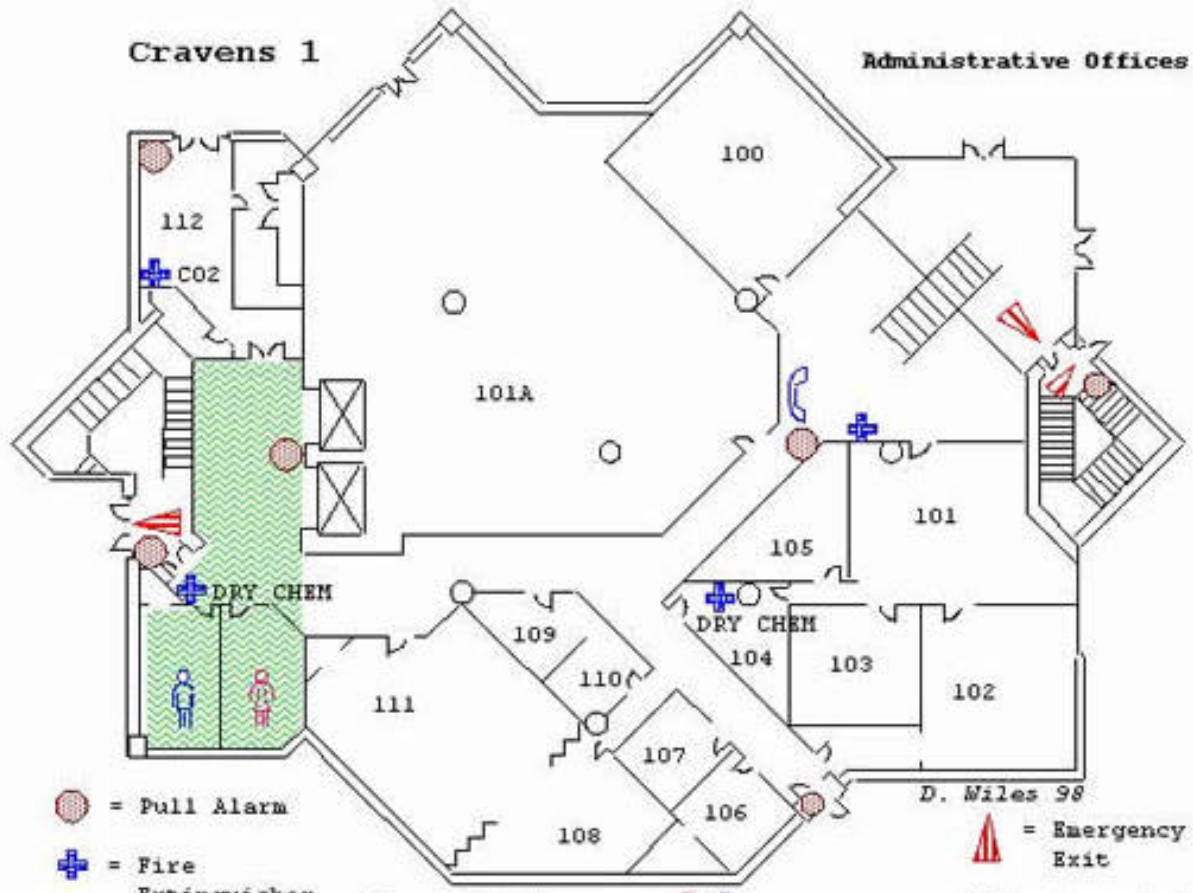 Cravens 1
Administrative Offices
100
112
CO2
101A
101
105
DRY CHEM
DRY CHEM
109
104
103
110
102
111
107
106
108
D. Wiles 98
= Pull Alarm
= Emergency
Exit
= Fire
Extinguisher